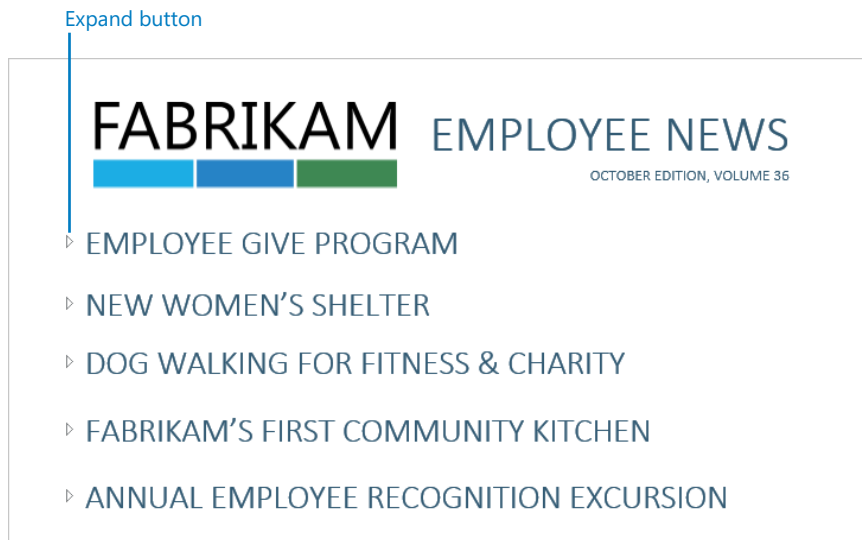 Expand button
FABRIKAM
EMPLOYEE NEWS
OCTOBER EDITION, VOLUME 36
EMPLOYEE GIVE PROGRAM
NEW WOMEN’S SHELTER
DOG WALKING FOR FITNESS & CHARITY
FABRIKAM’S FIRST COMMUNITY KITCHEN
ANNUAL EMPLOYEE RECOGNITION EXCURSION